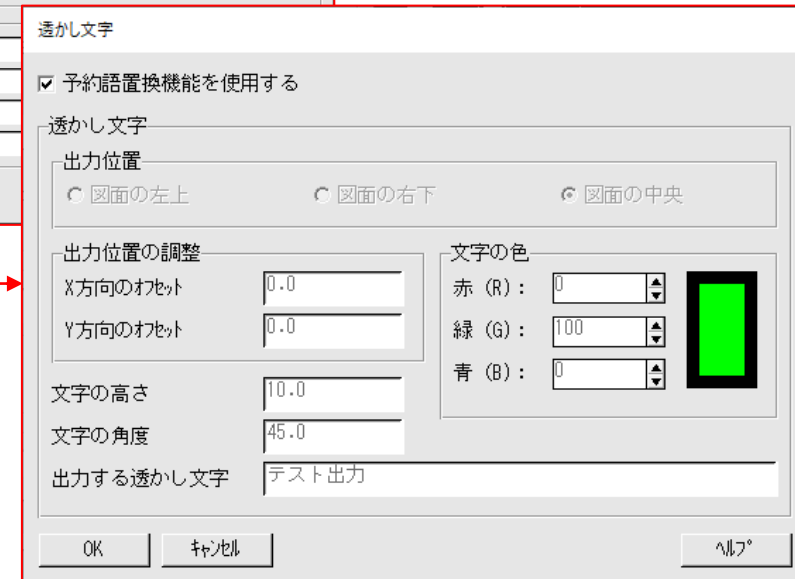 透かし文字
予約語置換機能を使用する
透かし文字
出力位置
図面の左上 図面の右下 図面の中央
出力位置の調整
X方向のｵﾌｾｯﾄ 0.0
Y方向のｵﾌｾｯﾄ 0.0
文字の色
赤 (R)： 0
緑 (G)： 100
青 (B)： 0
文字の高さ 10.0
文字の角度 45.0
出力する透かし文字 テスト出力
OK ｷｬﾝｾﾙ ﾍﾙﾌﾟ